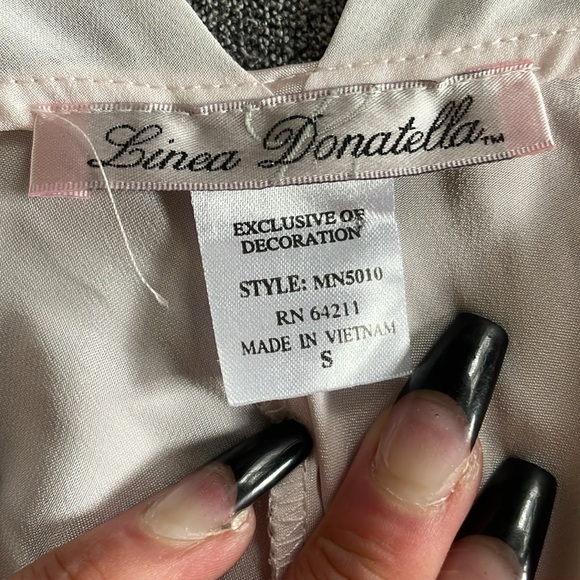 Linea Donatella™
EXCLUSIVE OF
DECORATION
STYLE: MN5010
RN 64211
MADE IN VIETNAM
S